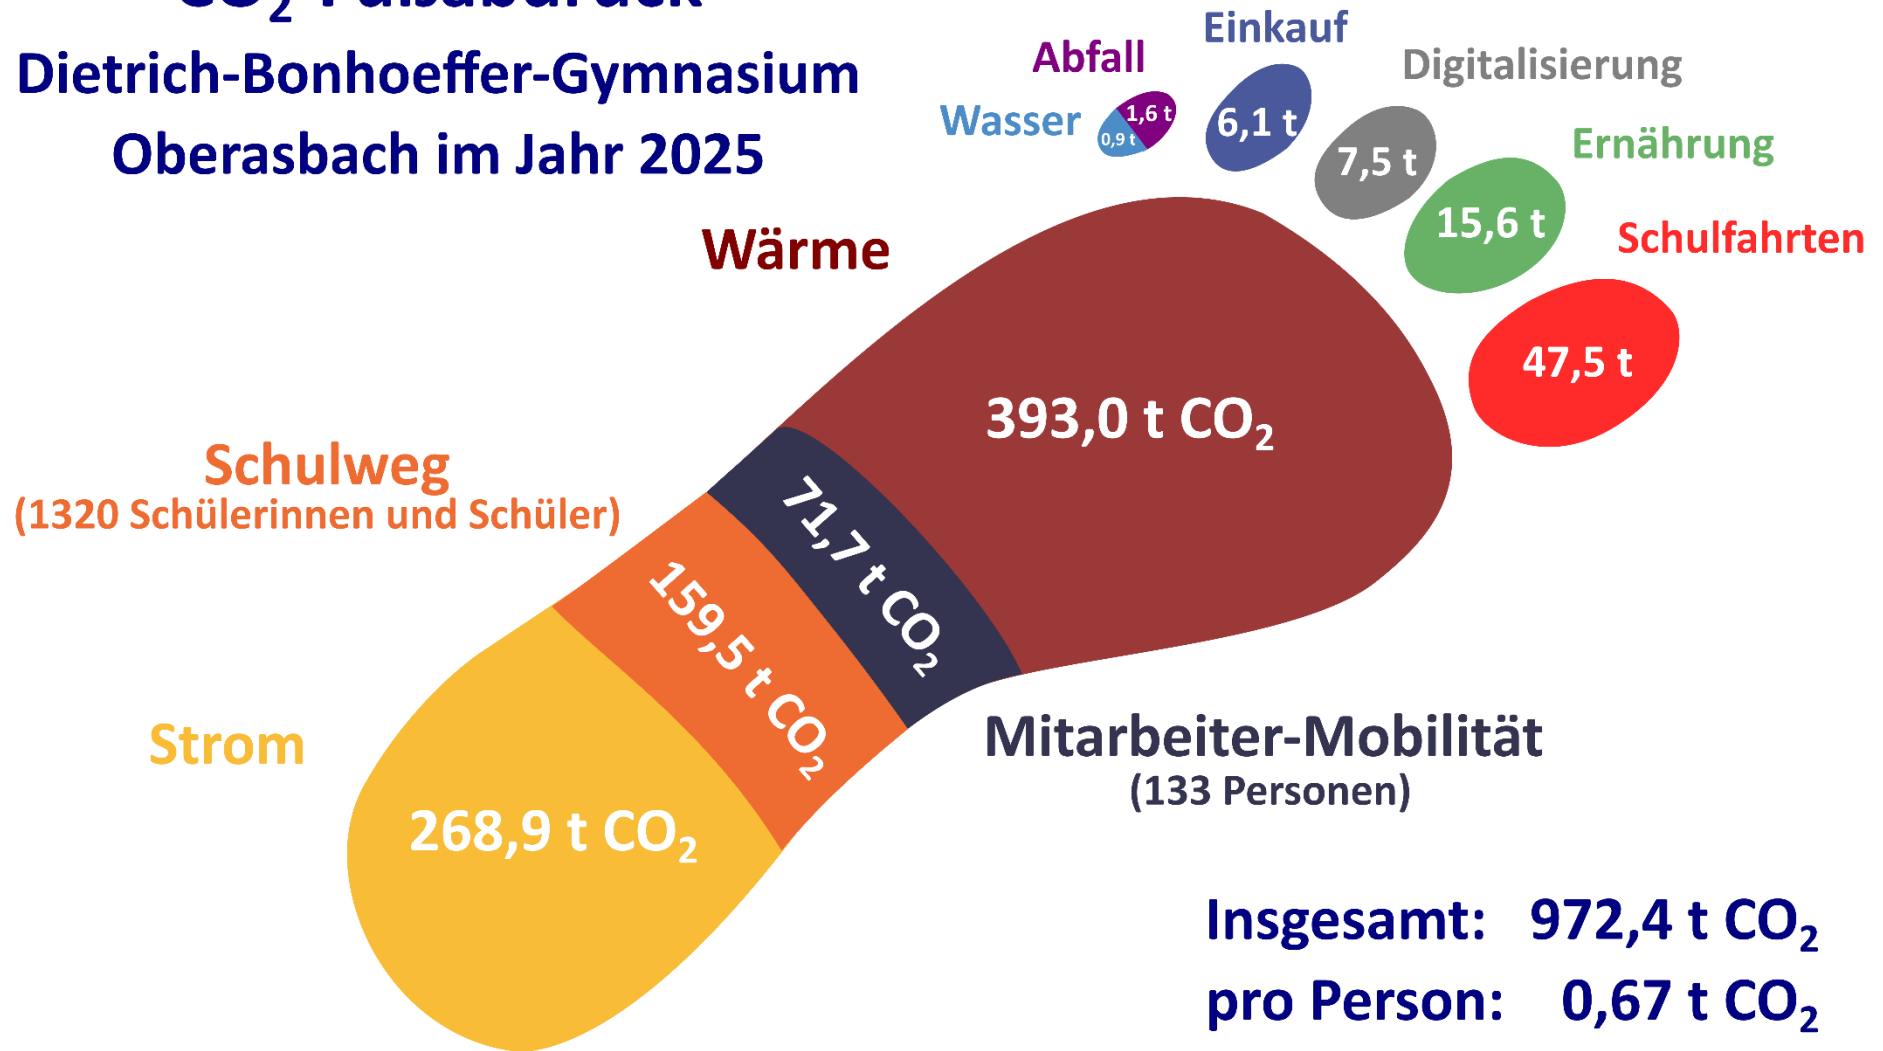 CO₂-Fußabdruck
Dietrich-Bonhoeffer-Gymnasium
Oberasbach im Jahr 2025
Einkauf
Abfall
Digitalisierung
Wasser
1,6 t
0,9 t
6,1 t
7,5 t
Ernährung
15,6 t
Schulfahrten
47,5 t
Wärme
393,0 t CO₂
Schulweg
(1320 Schülerinnen und Schüler)
71,7 t CO₂
159,5 t CO₂
Strom
268,9 t CO₂
Mitarbeiter-Mobilität
(133 Personen)
Insgesamt: 972,4 t CO₂
pro Person: 0,67 t CO₂